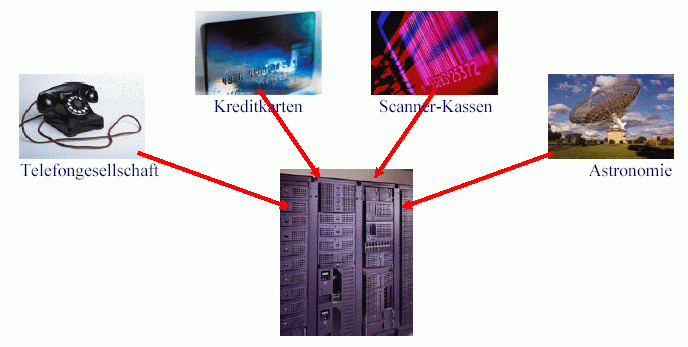 Kreditkarten
Scanner-Kassen
Telefongesellschaft
Astronomie